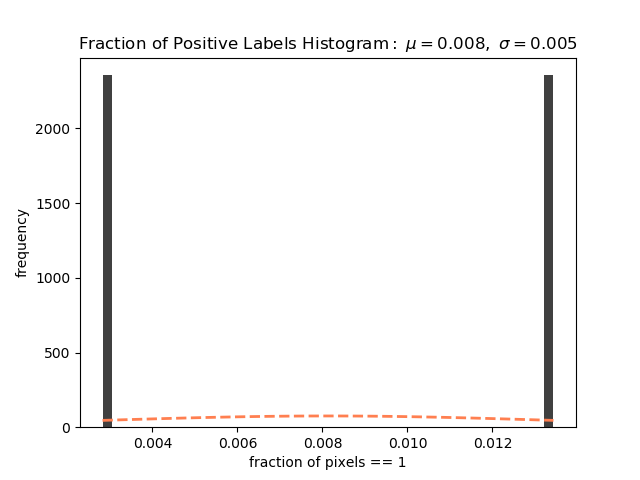 Fraction of Positive Labels Histogram : μ = 0.008, σ = 0.005
2000
1500
1000
500
0
frequency
0.004 0.006 0.008 0.010 0.012
fraction of pixels == 1